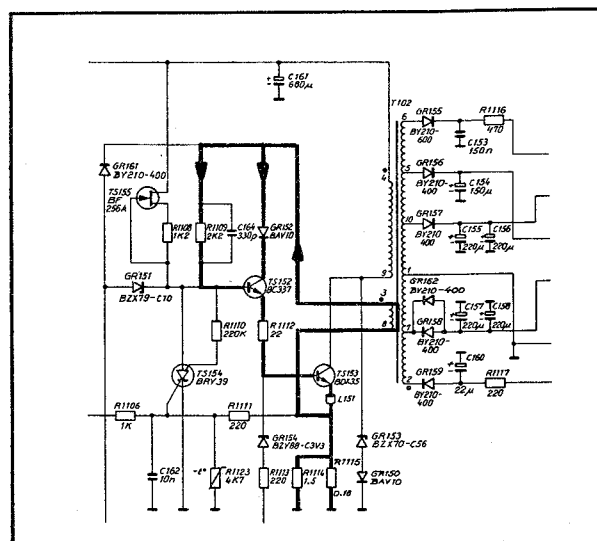 C161
680µ
T102
GR155
BY210-
600
R1116
470
C153
150n
GR156
BY210-
400
C154
150µ
GR157
BY210
400
C155
220µ
C156
220µ
GR161
BY210-400
TS155
BF
256A
R1108
1K2
R1109
2K2
C164
330p
GR152
BAV10
GR151
BZX79-C10
TS152
BC337
6
5
10
1
7
2
4
9
3
8
GR162
BY210-400
C157
220µ
C158
220µ
GR158
BY210-
400
R1110
220K
R1112
22
TS153
BDX35
L151
TS154
BRY39
GR159
BY210-
400
C160
22µ
R1117
220
R1106
1K
R1111
220
GR154
BZY88-C3V3
GR153
BZX70-C56
C162
10n
-t°
R1123
4K7
R1113
220
R1114
1.5
R1115
0.18
GR150
BAV10